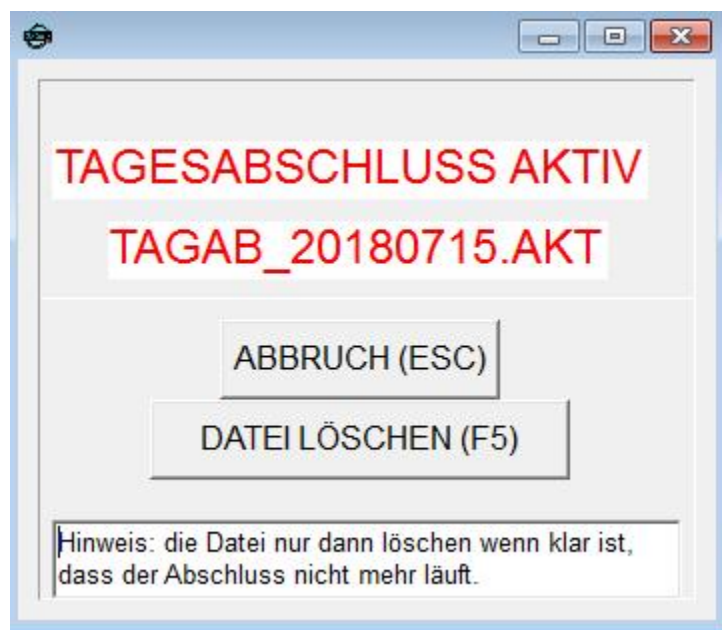 TAGESABSCHLUSS AKTIV
TAGAB_20180715.AKT
ABBRUCH (ESC)
DATEI LÖSCHEN (F5)
Hinweis: die Datei nur dann löschen wenn klar ist,
dass der Abschluss nicht mehr läuft.